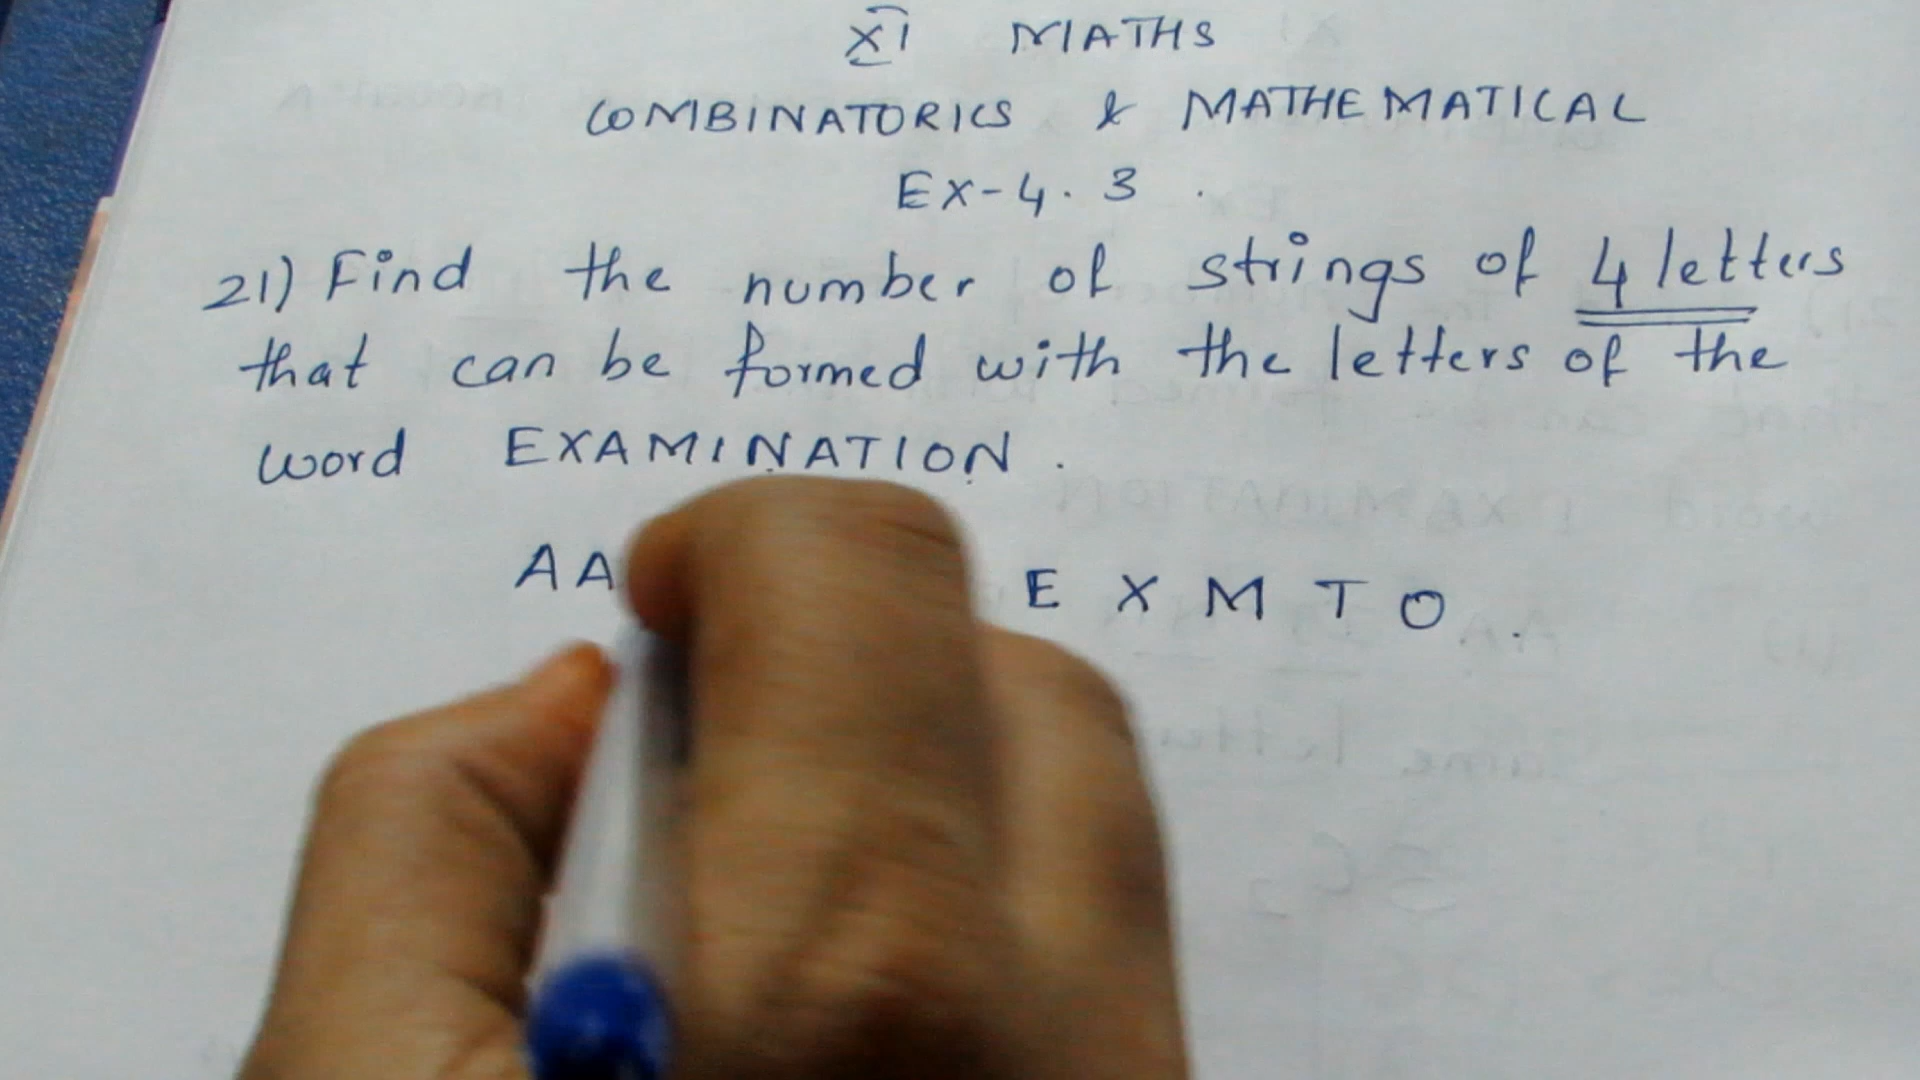 XI MATHS
COMBINATORICS & MATHEMATICAL
EX-4.3.
21) Find the number of strings of 4 letters
that can be formed with the letters of the
word EXAMINATION.
AA E X M T O.